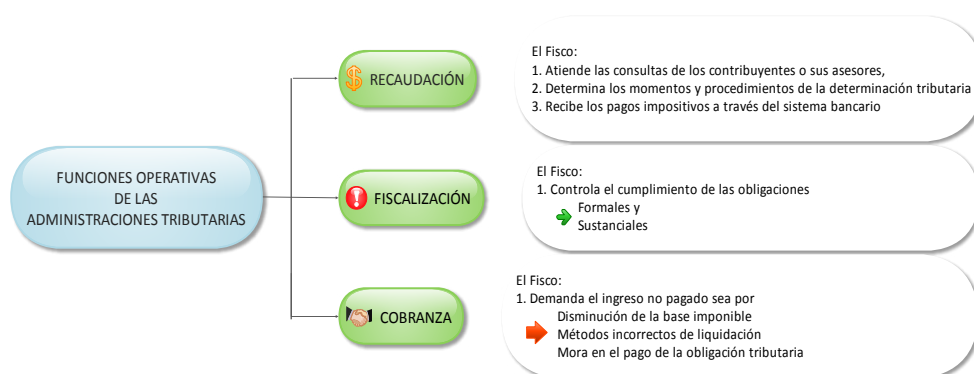 FUNCIONES OPERATIVAS
DE LAS
ADMINISTRACIONES TRIBUTARIAS
RECAUDACIÓN
El Fisco:
1. Atiende las consultas de los contribuyentes o sus asesores,
2. Determina los momentos y procedimientos de la determinación tributaria
3. Recibe los pagos impositivos a través del sistema bancario
FISCALIZACIÓN
El Fisco:
1. Controla el cumplimiento de las obligaciones
Formales y
Sustanciales
COBRANZA
El Fisco:
1. Demanda el ingreso no pagado sea por
Disminución de la base imponible
Métodos incorrectos de liquidación
Mora en el pago de la obligación tributaria